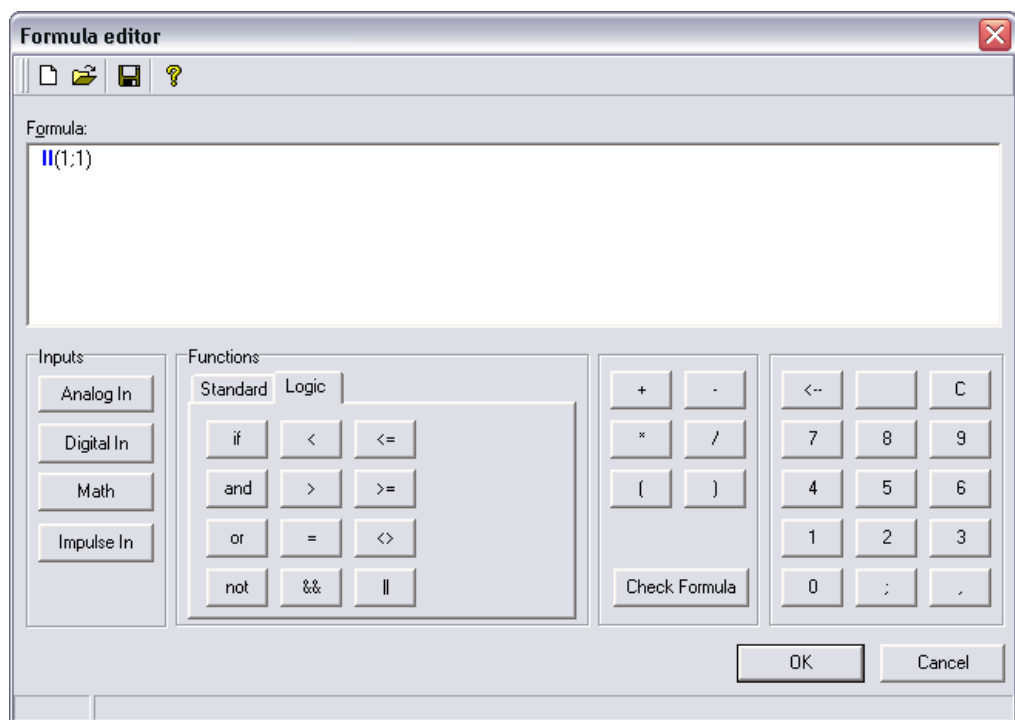 Formula editor
Formula:
II(1;1)
Inputs
Analog In
Digital In
Math
Impulse In
Functions
Standard Logic
if < <=
and > >=
or = <>
not && ||
+ -
* /
( )
Check Formula
<-- C
7 8 9
4 5 6
1 2 3
0 ; ,
OK Cancel